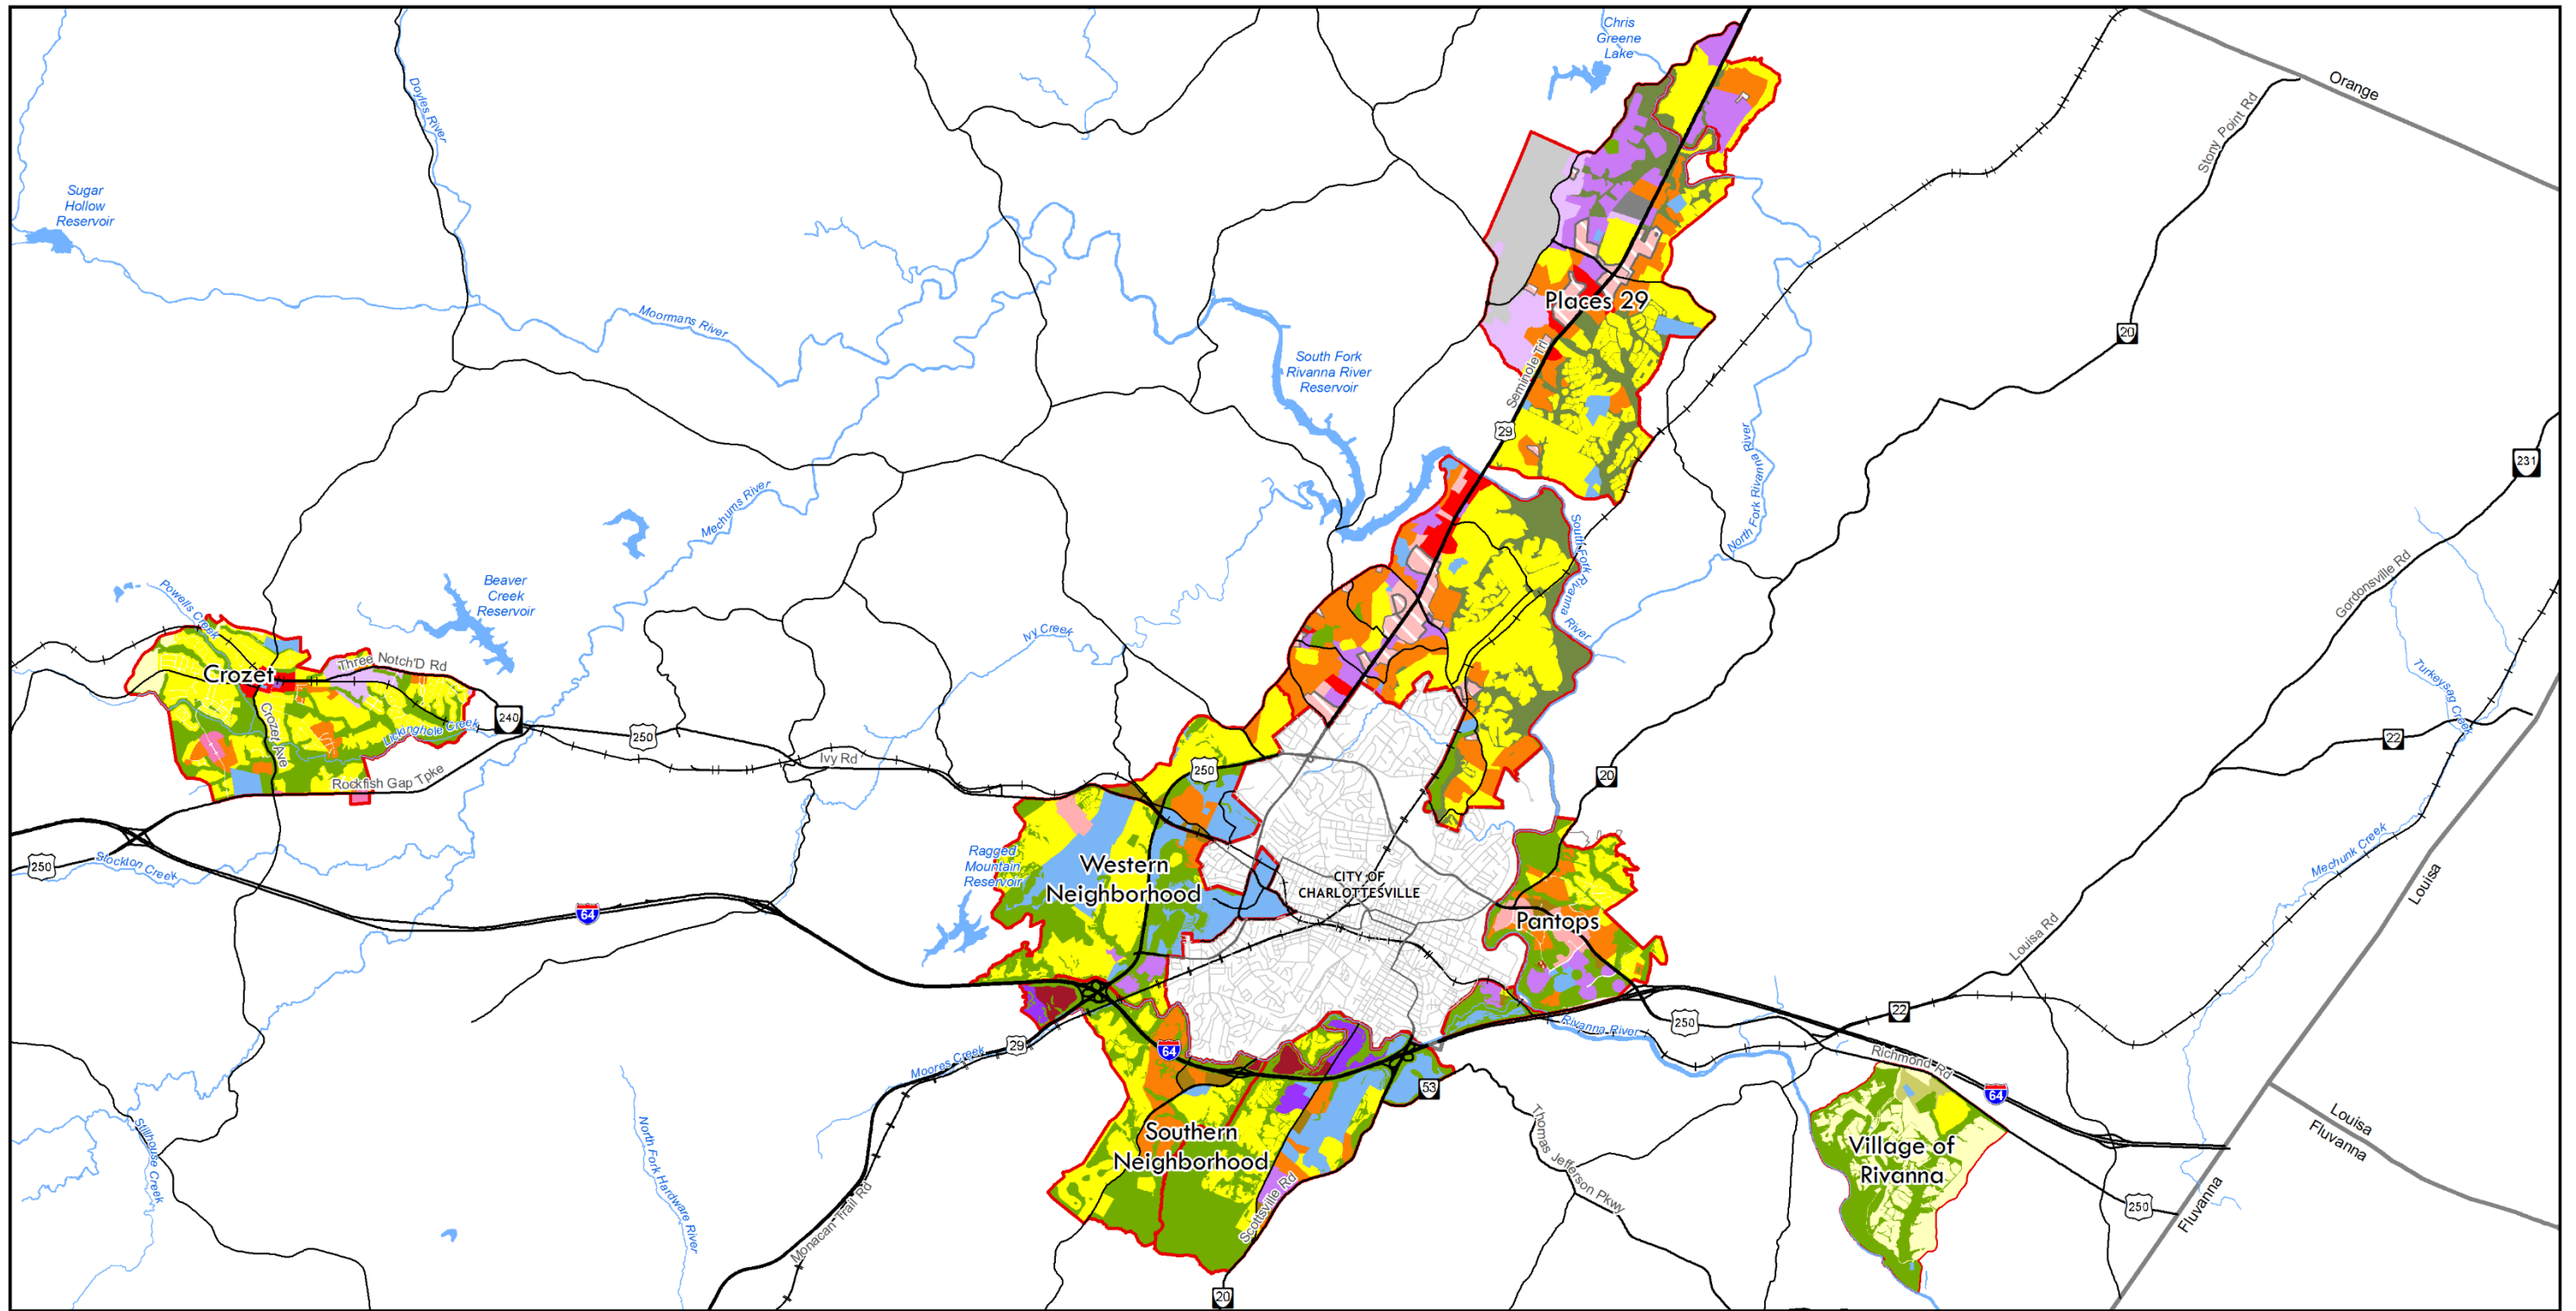 Chris
Greene
Lake
Orange
Doyles River
Stony Point Rd
Sugar
Hollow
Reservoir
Places 29
Moormans River
20
South Fork
Rivanna River
Reservoir
Seminole Trl
29
231
North Fork Rivanna River
Mechums River
South Fork Rivanna River
Gordonsville Rd
Beaver
Creek
Reservoir
Powells Creek
Ivy Creek
Three Notch'D Rd
Crozet
Turkeysag Creek
Crozet Ave
Lickinghole Creek
240
250
22
Ivy Rd
250
20
Rockfish Gap Tpke
250
Stockton Creek
Ragged
Mountain
Reservoir
Western
Neighborhood
CITY OF
CHARLOTTESVILLE
Pantops
Mechunk Creek
Louisa
64
Louisa Rd
22
250
Rivanna River
29
64
Moores Creek
Richmond Rd
53
64
Stillhouse Creek
North Fork Hardware River
Southern
Neighborhood
Thomas Jefferson Pkwy
Village of
Rivanna
Louisa
Fluvanna
Monacan Trail Rd
Scottsville Rd
250
Fluvanna
20